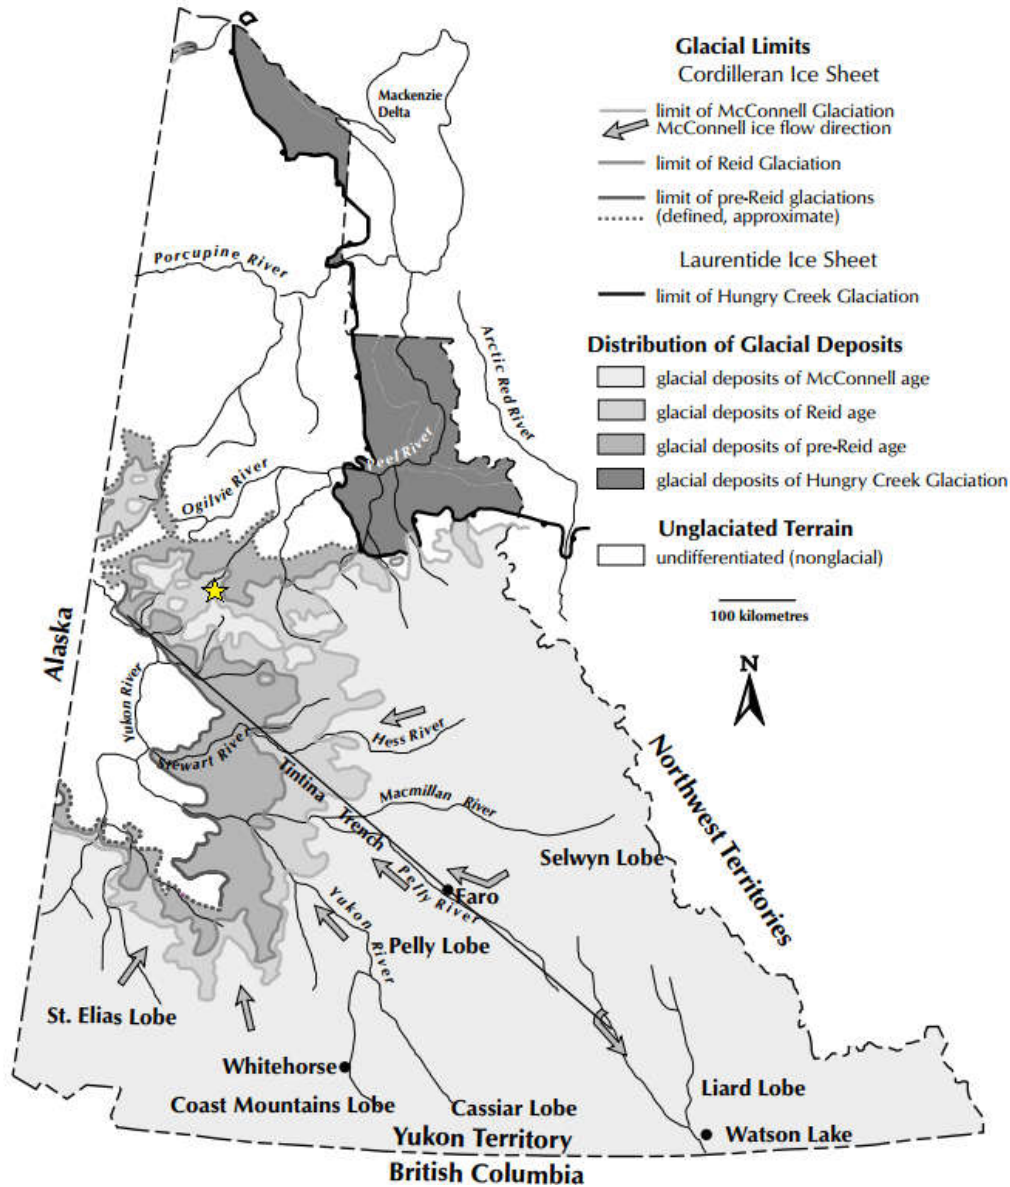 Glacial Limits
Cordilleran Ice Sheet
limit of McConnell Glaciation
McConnell ice flow direction
limit of Reid Glaciation
limit of pre-Reid glaciations
(defined, approximate)
Laurentide Ice Sheet
limit of Hungry Creek Glaciation
Distribution of Glacial Deposits
glacial deposits of McConnell age
glacial deposits of Reid age
glacial deposits of pre-Reid age
glacial deposits of Hungry Creek Glaciation
Unglaciated Terrain
undifferentiated (nonglacial)
100 kilometres
N
Mackenzie
Delta
Porcupine River
Arctic Red River
Peel River
Ogilvie River
Alaska
Yukon River
Stewart River
Hess River
Tintina
Trench
Macmillan River
Northwest Territories
Selwyn Lobe
Pelly River
Faro
Yukon River
Pelly Lobe
St. Elias Lobe
Whitehorse
Coast Mountains Lobe
Cassiar Lobe
Liard Lobe
Watson Lake
Yukon Territory
British Columbia